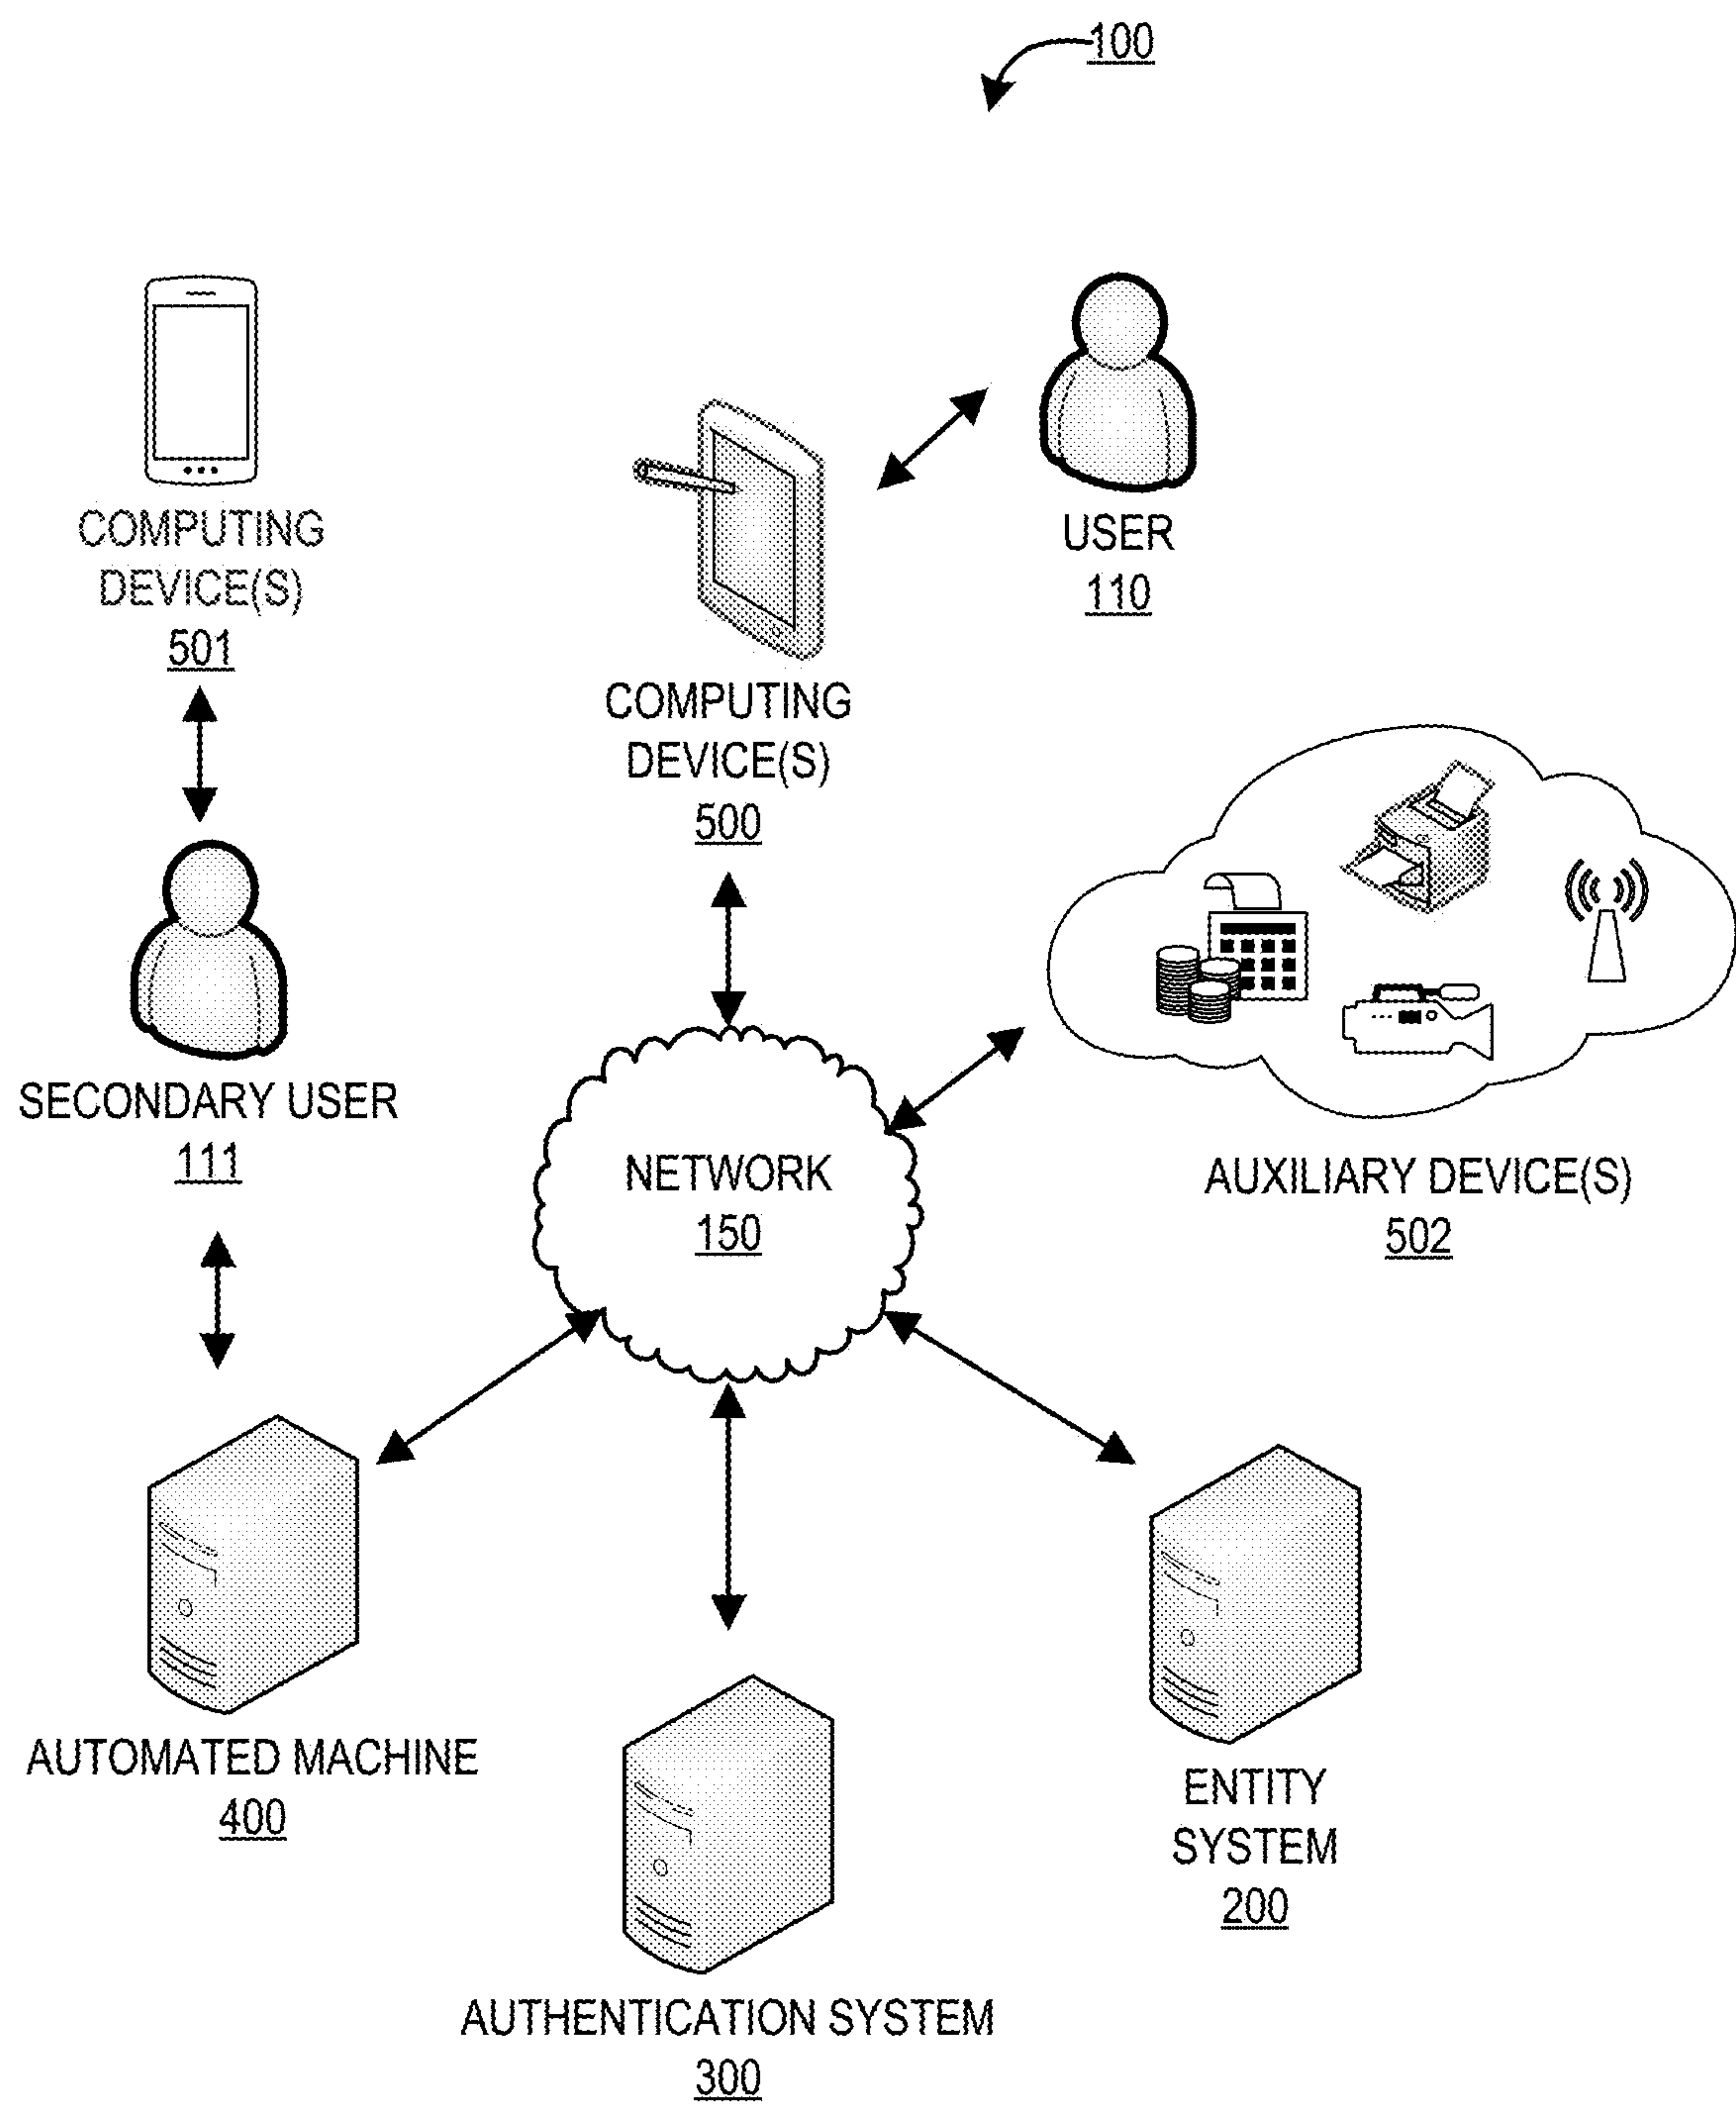 100
COMPUTING
DEVICE(S)
501
USER
110
COMPUTING
DEVICE(S)
500
SECONDARY USER
111
NETWORK
150
AUXILIARY DEVICE(S)
502
AUTOMATED MACHINE
400
ENTITY
SYSTEM
200
AUTHENTICATION SYSTEM
300